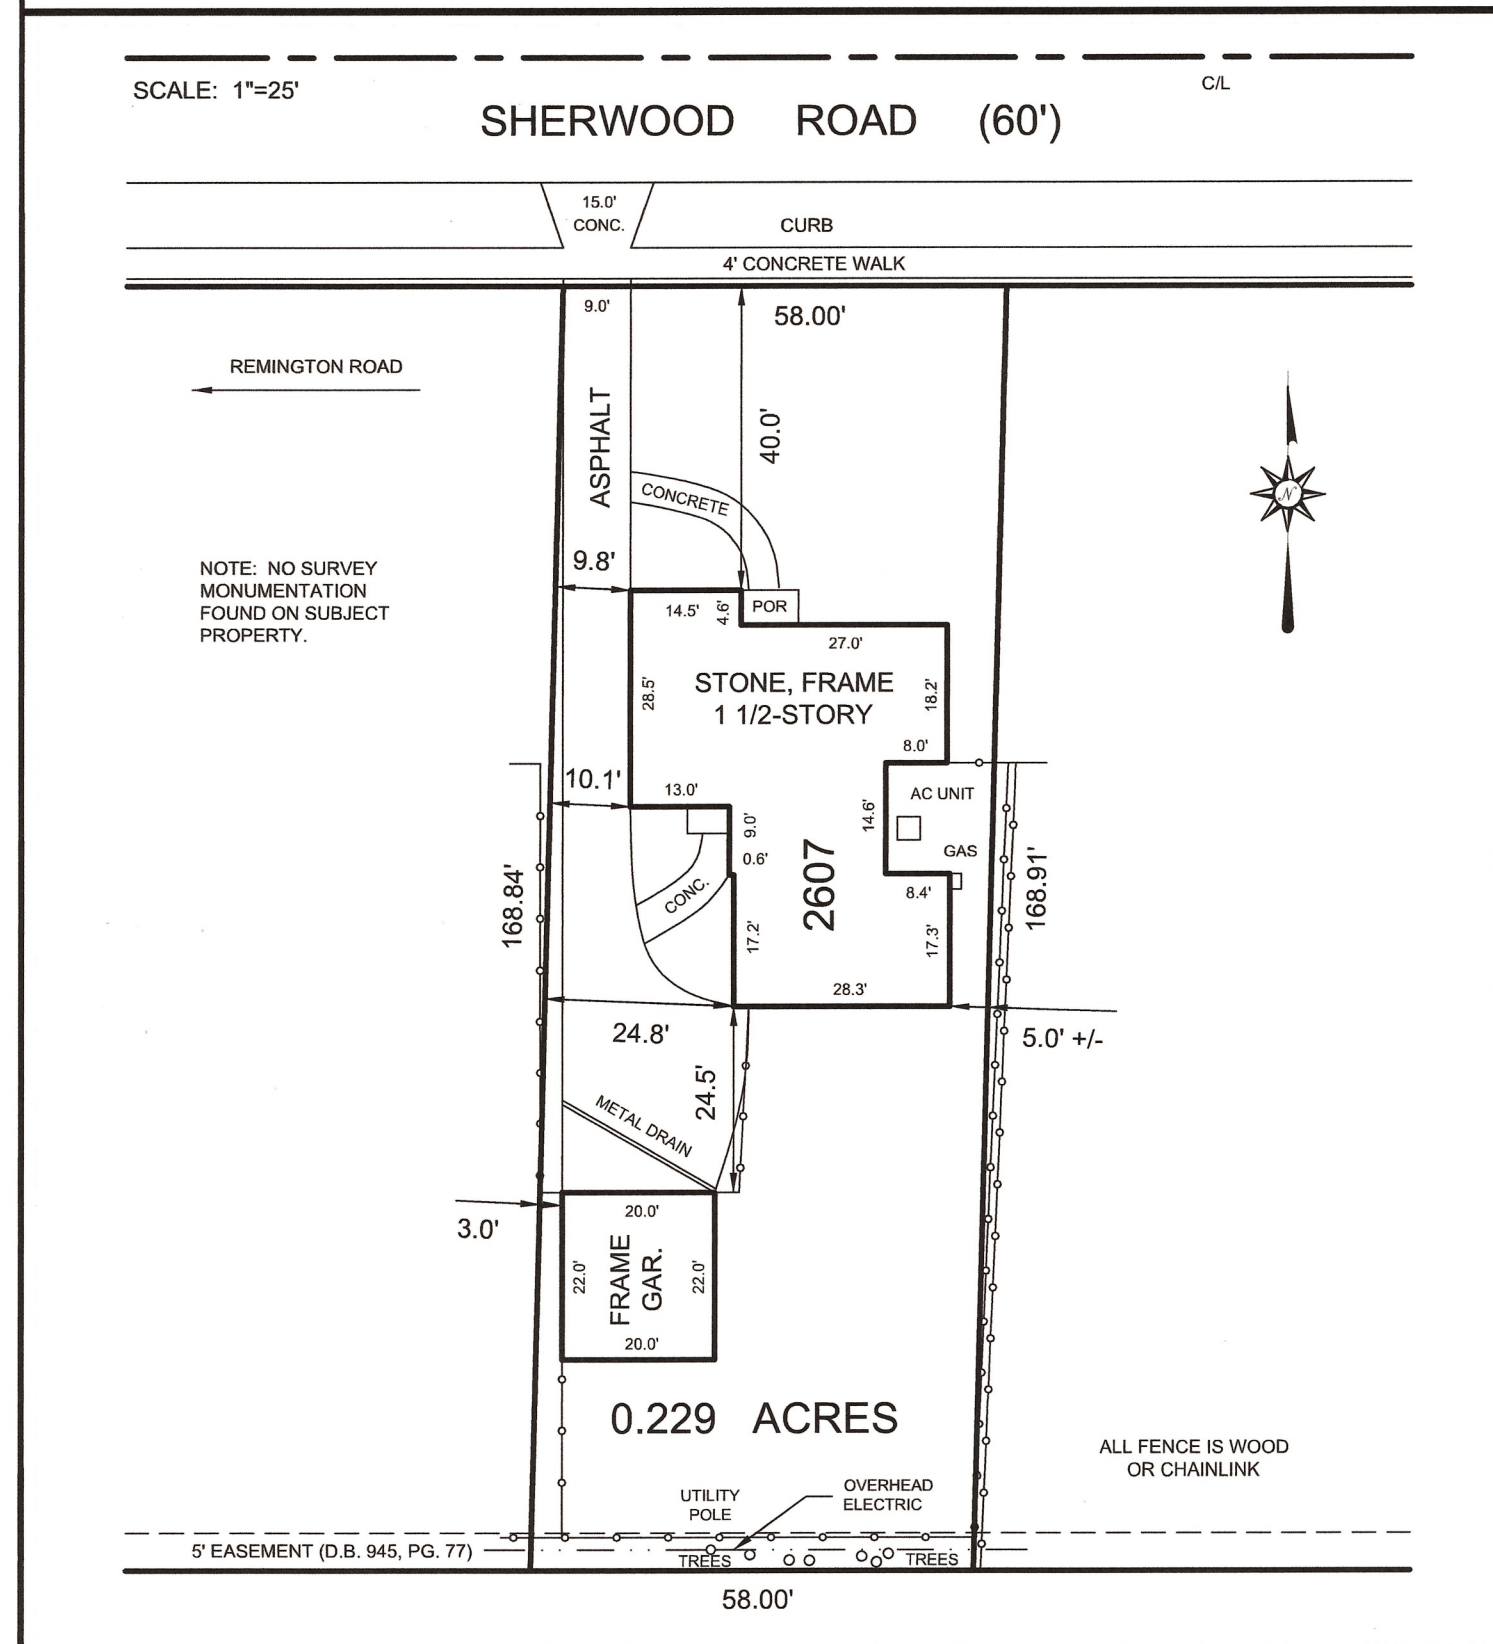 C/L
SCALE: 1"=25'
SHERWOOD ROAD (60')
15.0'
CONC.
CURB
4' CONCRETE WALK
9.0'
58.00'
REMINGTON ROAD
ASPHALT
40.0'
CONCRETE
9.8'
NOTE: NO SURVEY
MONUMENTATION
FOUND ON SUBJECT
PROPERTY.
14.5'
4.6'
POR
27.0'
28.5'
STONE, FRAME
1 1/2-STORY
18.2'
8.0'
10.1'
13.0'
AC UNIT
9.0'
14.6'
0.6'
GAS
2607
8.4'
CONC.
168.84'
168.91'
17.2'
17.3'
28.3'
24.8'
5.0' +/-
24.5'
METAL DRAIN
3.0'
20.0'
22.0'
FRAME
GAR.
22.0'
20.0'
0.229 ACRES
ALL FENCE IS WOOD
OR CHAINLINK
UTILITY
POLE
OVERHEAD
ELECTRIC
5' EASEMENT (D.B. 945, PG. 77)
TREES
TREES
58.00'
N